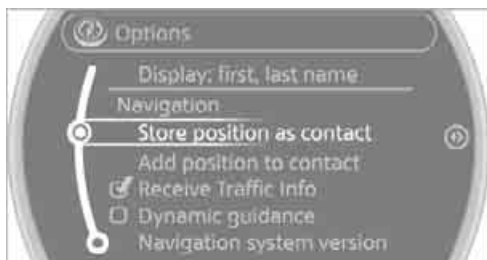 Options
Display: first, last name
Navigation
Store position as contact
Add position to contact
Receive Traffic Info
Dynamic guidance
Navigation system version